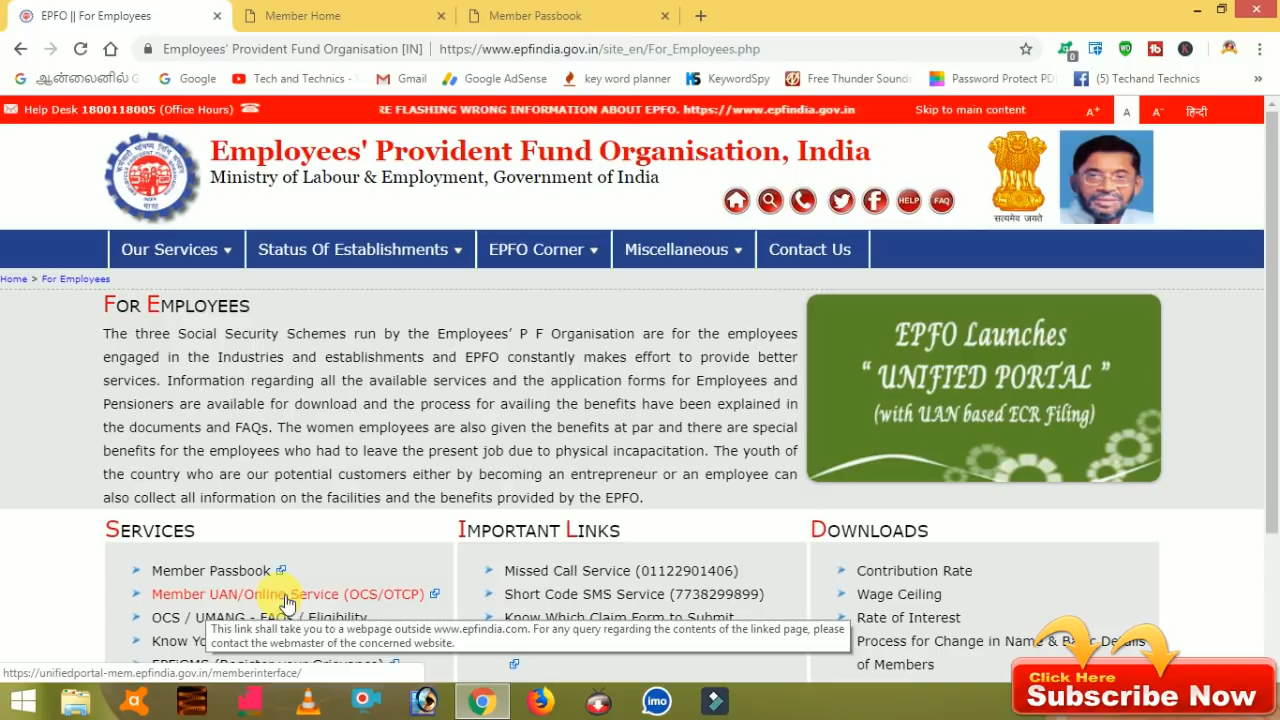 EPFO || For Employees
Member Home
Member Passbook
Employees' Provident Fund Organisation [IN] | https://www.epfindia.gov.in/site_en/For_Employees.php
ஆன்லைனில்
Google
Tech and Technics -
Gmail
Google AdSense
key word planner
KeywordSpy
Free Thunder Sound
Password Protect PD
(5) Techand Technics
»
Help Desk 1800118005 (Office Hours)
RE FLASHING WRONG INFORMATION ABOUT EPFO. https://www.epfindia.gov.in
Skip to main content
A+
A
A-
हिन्दी
Employees' Provident Fund Organisation, India
Ministry of Labour & Employment, Government of India
HELP
FAQ
सत्यमेव जयते
Our Services
Status Of Establishments
EPFO Corner
Miscellaneous
Contact Us
Home > For Employees
FOR EMPLOYEES
The three Social Security Schemes run by the Employees' P F Organisation are for the employees
engaged in the Industries and establishments and EPFO constantly makes effort to provide better
services. Information regarding all the available services and the application forms for Employees and
Pensioners are available for download and the process for availing the benefits have been explained in
the documents and FAQs. The women employees are also given the benefits at par and there are special
benefits for the employees who had to leave the present job due to physical incapacitation. The youth of
the country who are our potential customers either by becoming an entrepreneur or an employee can
also collect all information on the facilities and the benefits provided by the EPFO.
EPFO Launches
“ UNIFIED PORTAL ”
(with UAN based ECR Filing)
SERVICES
Member Passbook
Member UAN/Online Service (OCS/OTCP)
OCS / UMANG - FAQs / Eligibility
Know Yo
EPFiGMS (Register your Grievance)
This link shall take you to a webpage outside www.epfindia.com. For any query regarding the contents of the linked page, please
contact the webmaster of the concerned website.
IMPORTANT LINKS
Missed Call Service (01122901406)
Short Code SMS Service (7738299899)
Know Which Claim Form to Submit
DOWNLOADS
Contribution Rate
Wage Ceiling
Rate of Interest
Process for Change in Name & Basic Details
of Members
https://unifiedportal-mem.epfindia.gov.in/memberinterface/
imo
Click Here
Subscribe Now